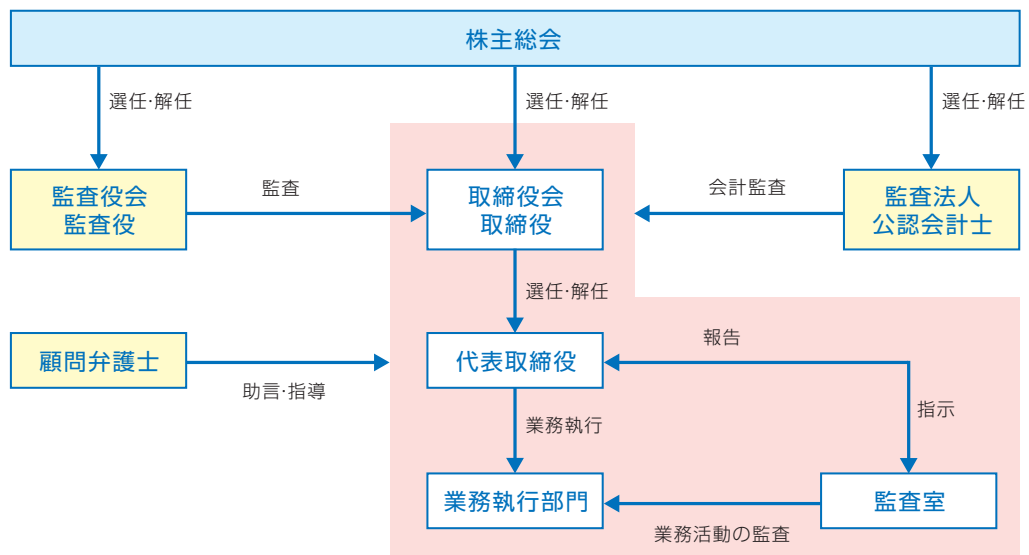 株主総会
選任·解任
選任·解任
選任·解任
監査役会
監査役
監査
取締役会
取締役
会計監査
監査法人
公認会計士
選任·解任
顧問弁護士
助言·指導
代表取締役
報告
指示
業務執行
業務執行部門
業務活動の監査
監査室